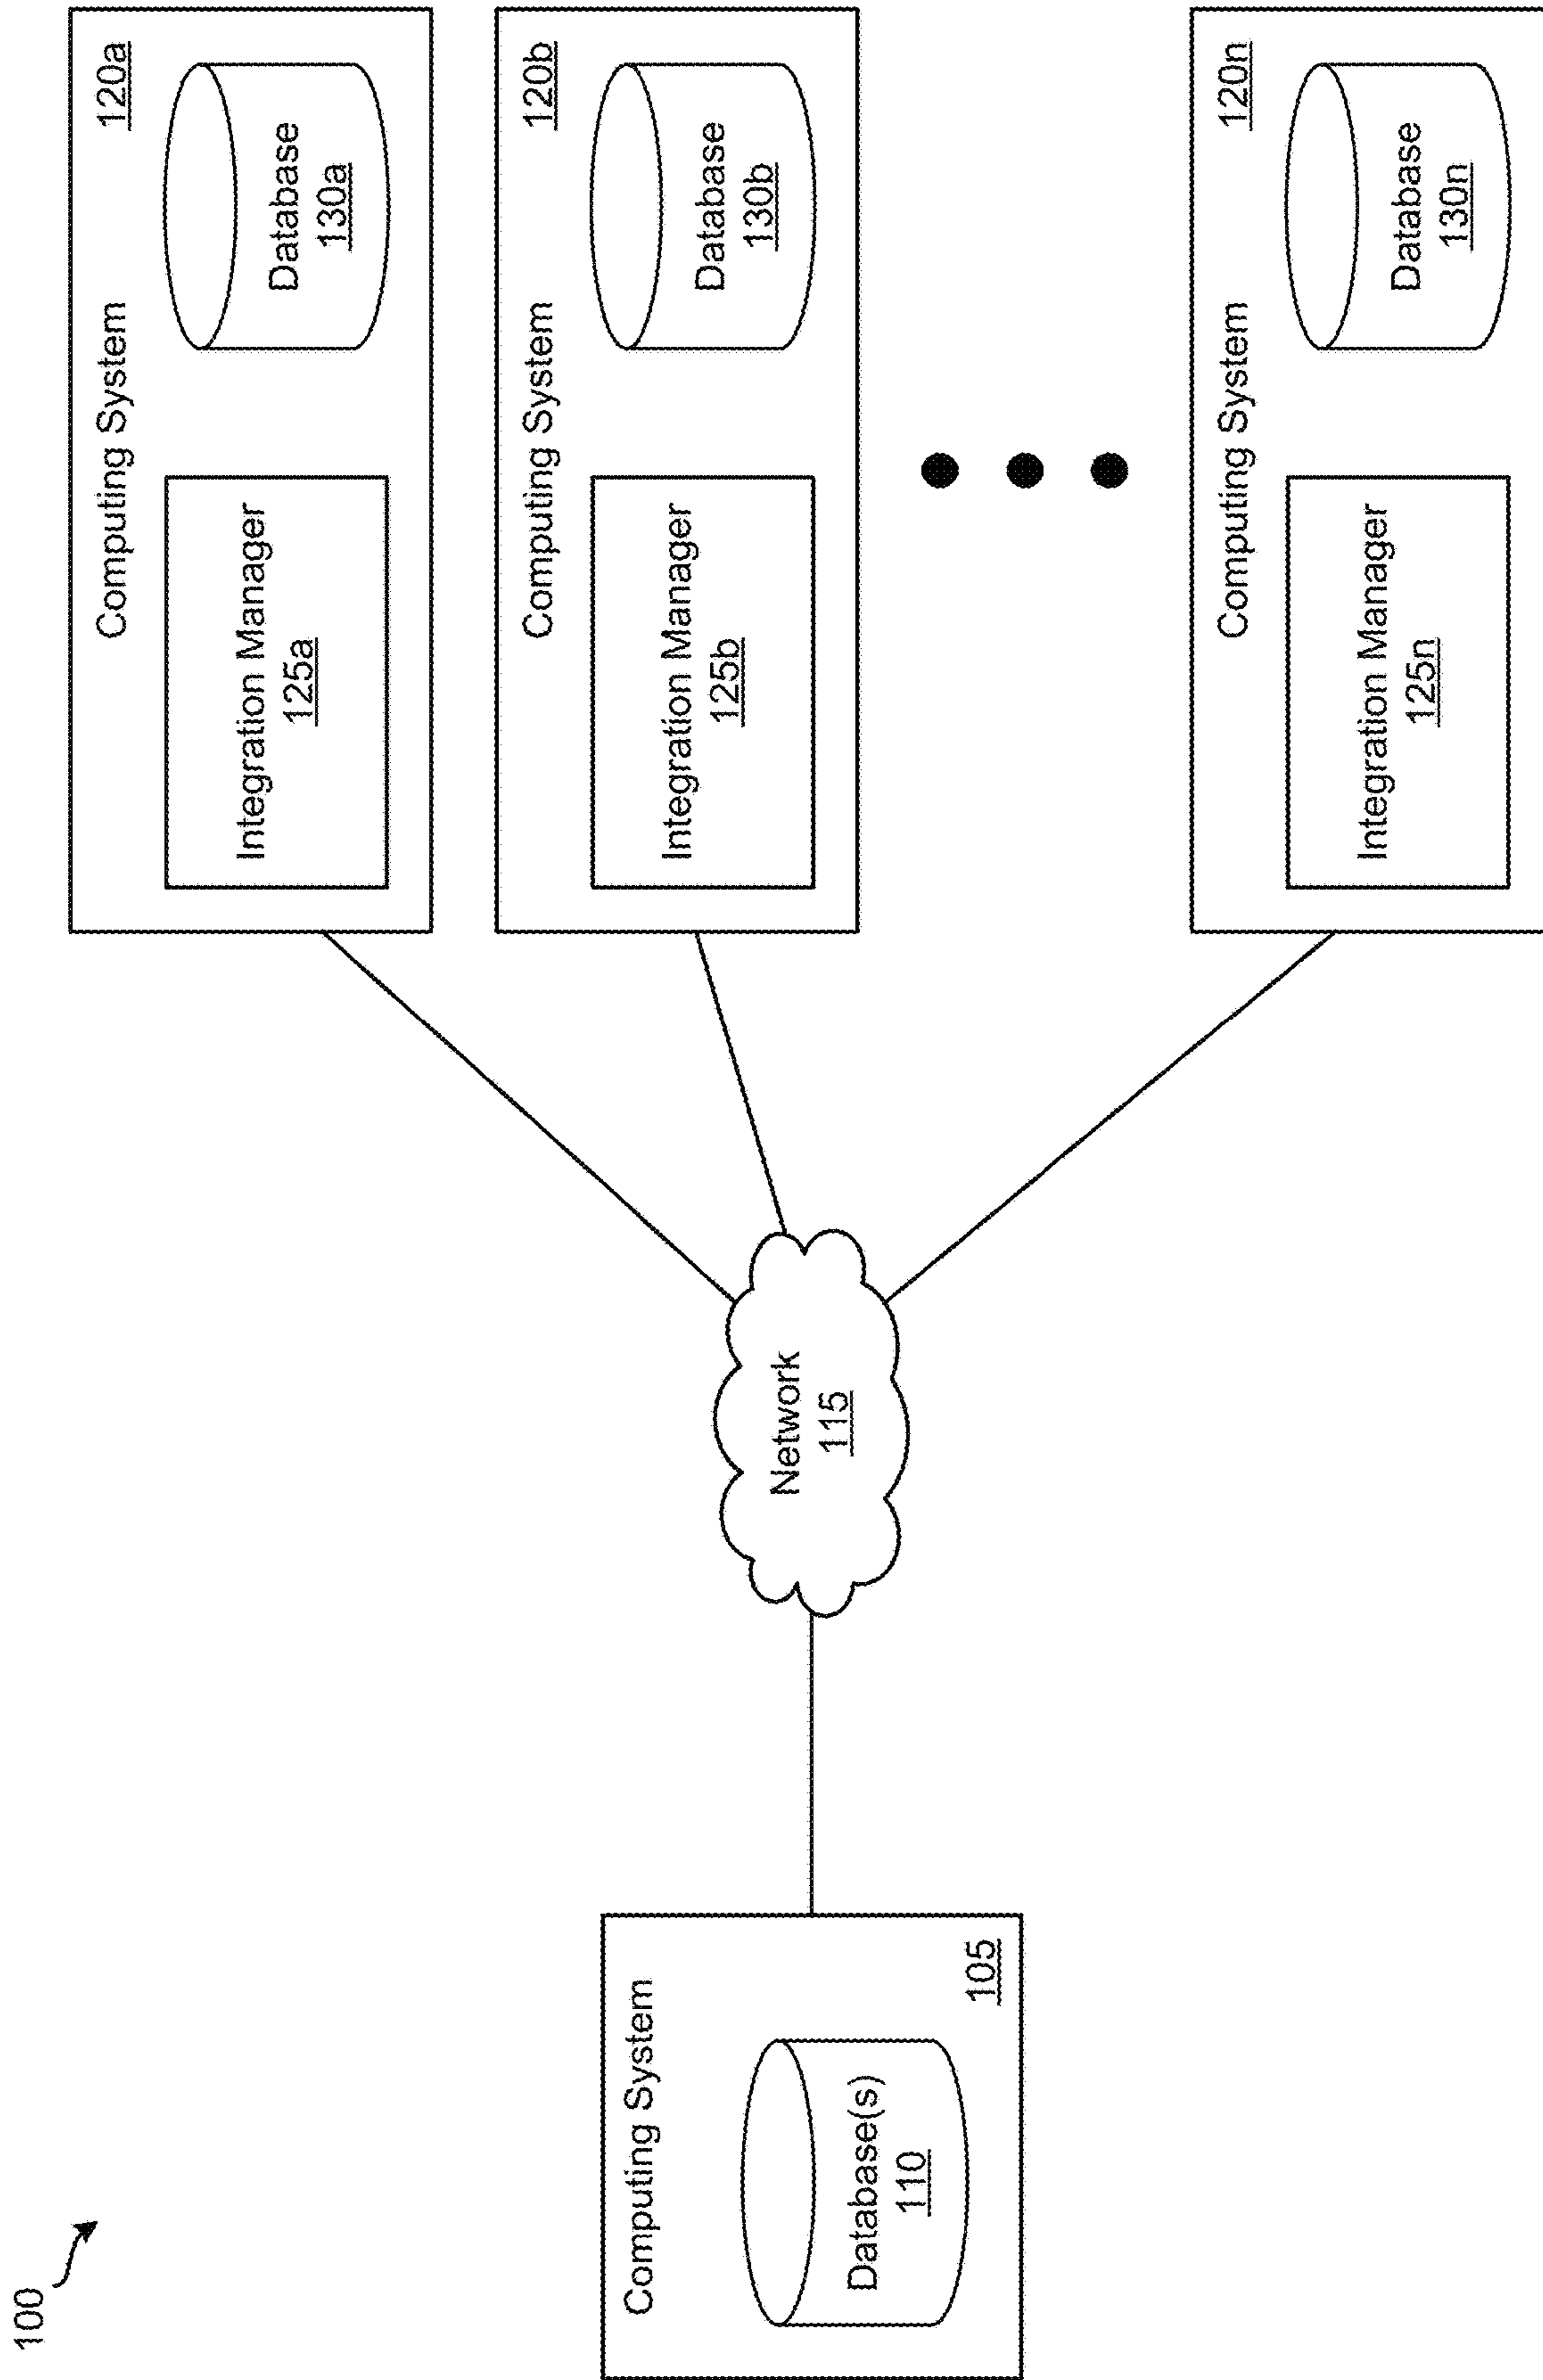 100
Computing System
Database(s)
110
105
Network
115
Computing System
120a
Integration Manager
125a
Database
130a
Computing System
120b
Integration Manager
125b
Database
130b
Computing System
120n
Integration Manager
125n
Database
130n